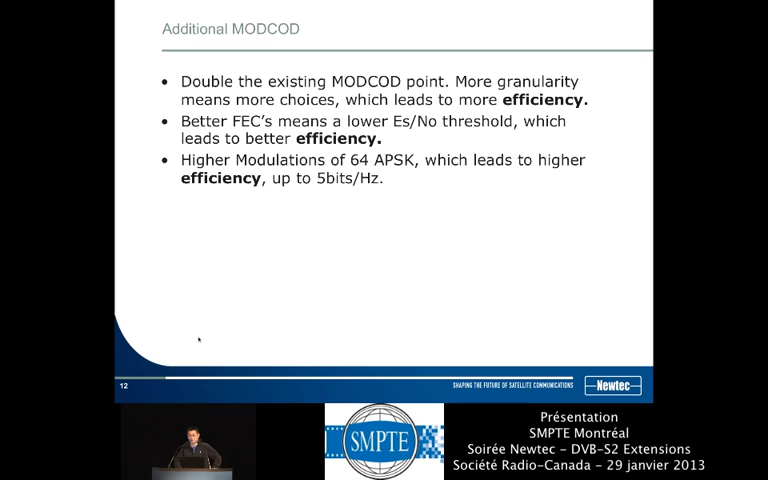 Additional MODCOD
• Double the existing MODCOD point. More granularity
means more choices, which leads to more efficiency.
• Better FEC's means a lower Es/No threshold, which
leads to better efficiency.
• Higher Modulations of 64 APSK, which leads to higher
efficiency, up to 5bits/Hz.
12
SHAPING THE FUTURE OF SATELLITE COMMUNICATIONS
Newtec
SMPTE
Présentation
SMPTE Montréal
Soirée Newtec – DVB-S2 Extensions
Société Radio-Canada – 29 janvier 2013